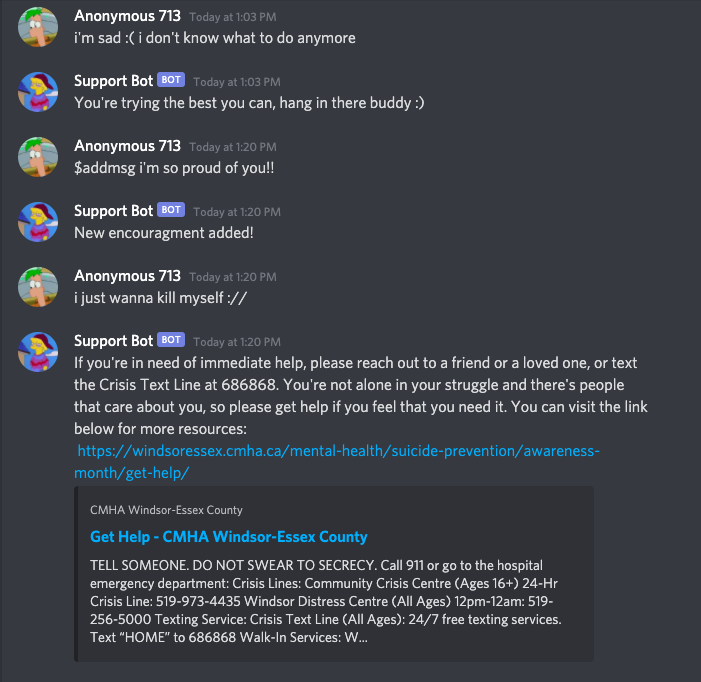 Anonymous 713 Today at 1:03 PM
i'm sad :( i don't know what to do anymore
Support Bot BOT Today at 1:03 PM
You're trying the best you can, hang in there buddy :)
Anonymous 713 Today at 1:20 PM
$addmsg i'm so proud of you!!
Support Bot BOT Today at 1:20 PM
New encouragment added!
Anonymous 713 Today at 1:20 PM
i just wanna kill myself ://
Support Bot BOT Today at 1:20 PM
If you're in need of immediate help, please reach out to a friend or a loved one, or text
the Crisis Text Line at 686868. You're not alone in your struggle and there's people
that care about you, so please get help if you feel that you need it. You can visit the link
below for more resources:
https://windsoressex.cmha.ca/mental-health/suicide-prevention/awareness-
month/get-help/
CMHA Windsor-Essex County
Get Help - CMHA Windsor-Essex County
TELL SOMEONE. DO NOT SWEAR TO SECRECY. Call 911 or go to the hospital
emergency department: Crisis Lines: Community Crisis Centre (Ages 16+) 24-Hr
Crisis Line: 519-973-4435 Windsor Distress Centre (All Ages) 12pm-12am: 519-
256-5000 Texting Service: Crisis Text Line (All Ages): 24/7 free texting services.
Text “HOME” to 686868 Walk-In Services: W...